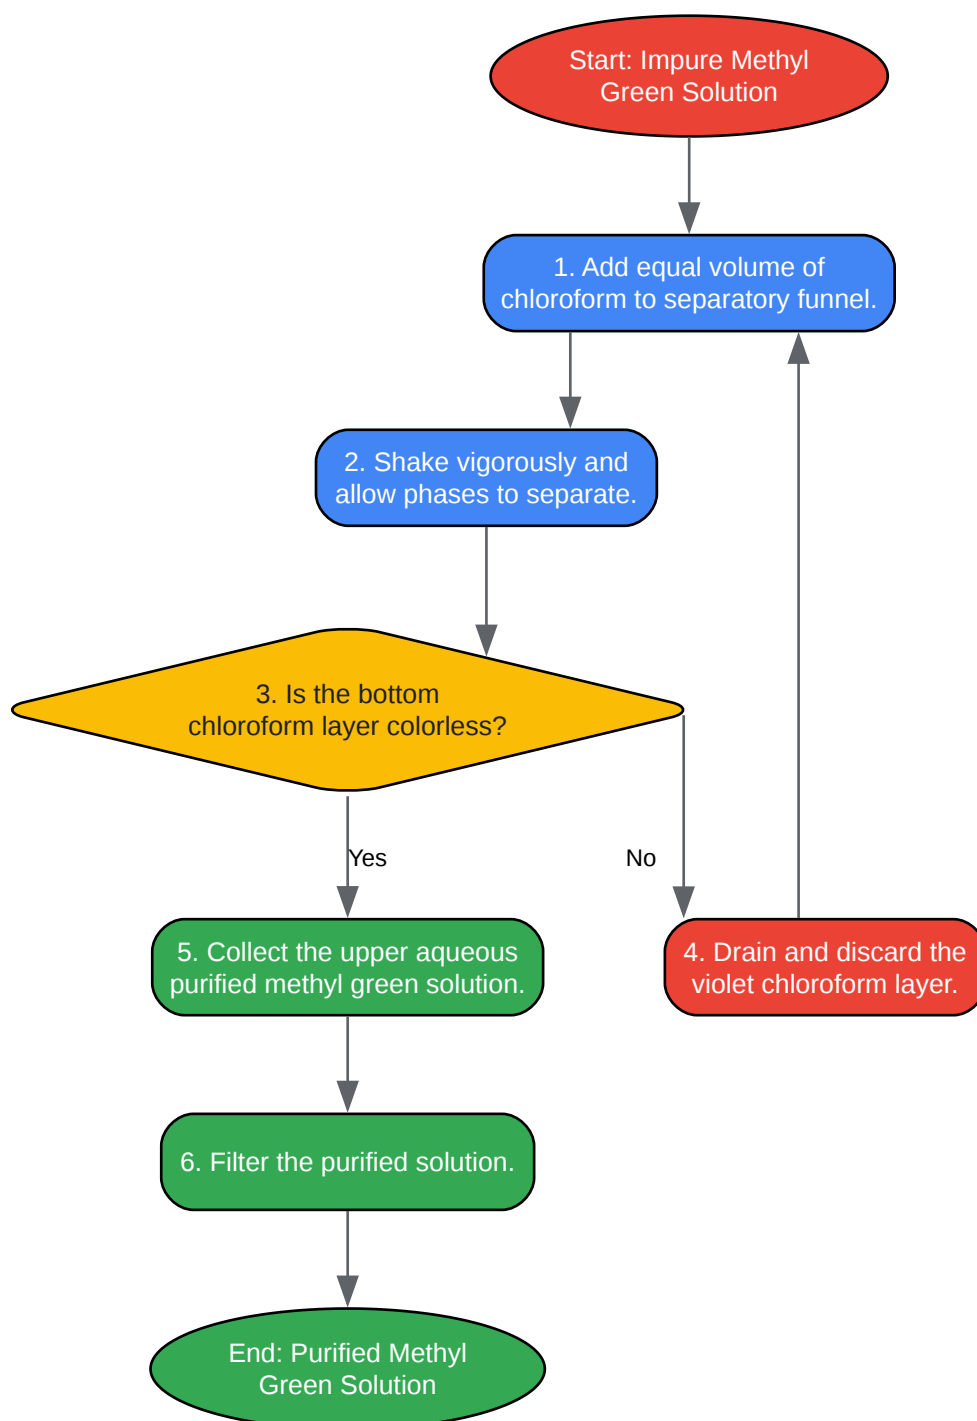 Start: Impure Methyl
Green Solution
1. Add equal volume of
chloroform to separatory funnel.
2. Shake vigorously and
allow phases to separate.
3. Is the bottom
chloroform layer colorless?
Yes
No
5. Collect the upper aqueous
purified methyl green solution.
4. Drain and discard the
violet chloroform layer.
6. Filter the purified solution.
End: Purified Methyl
Green Solution